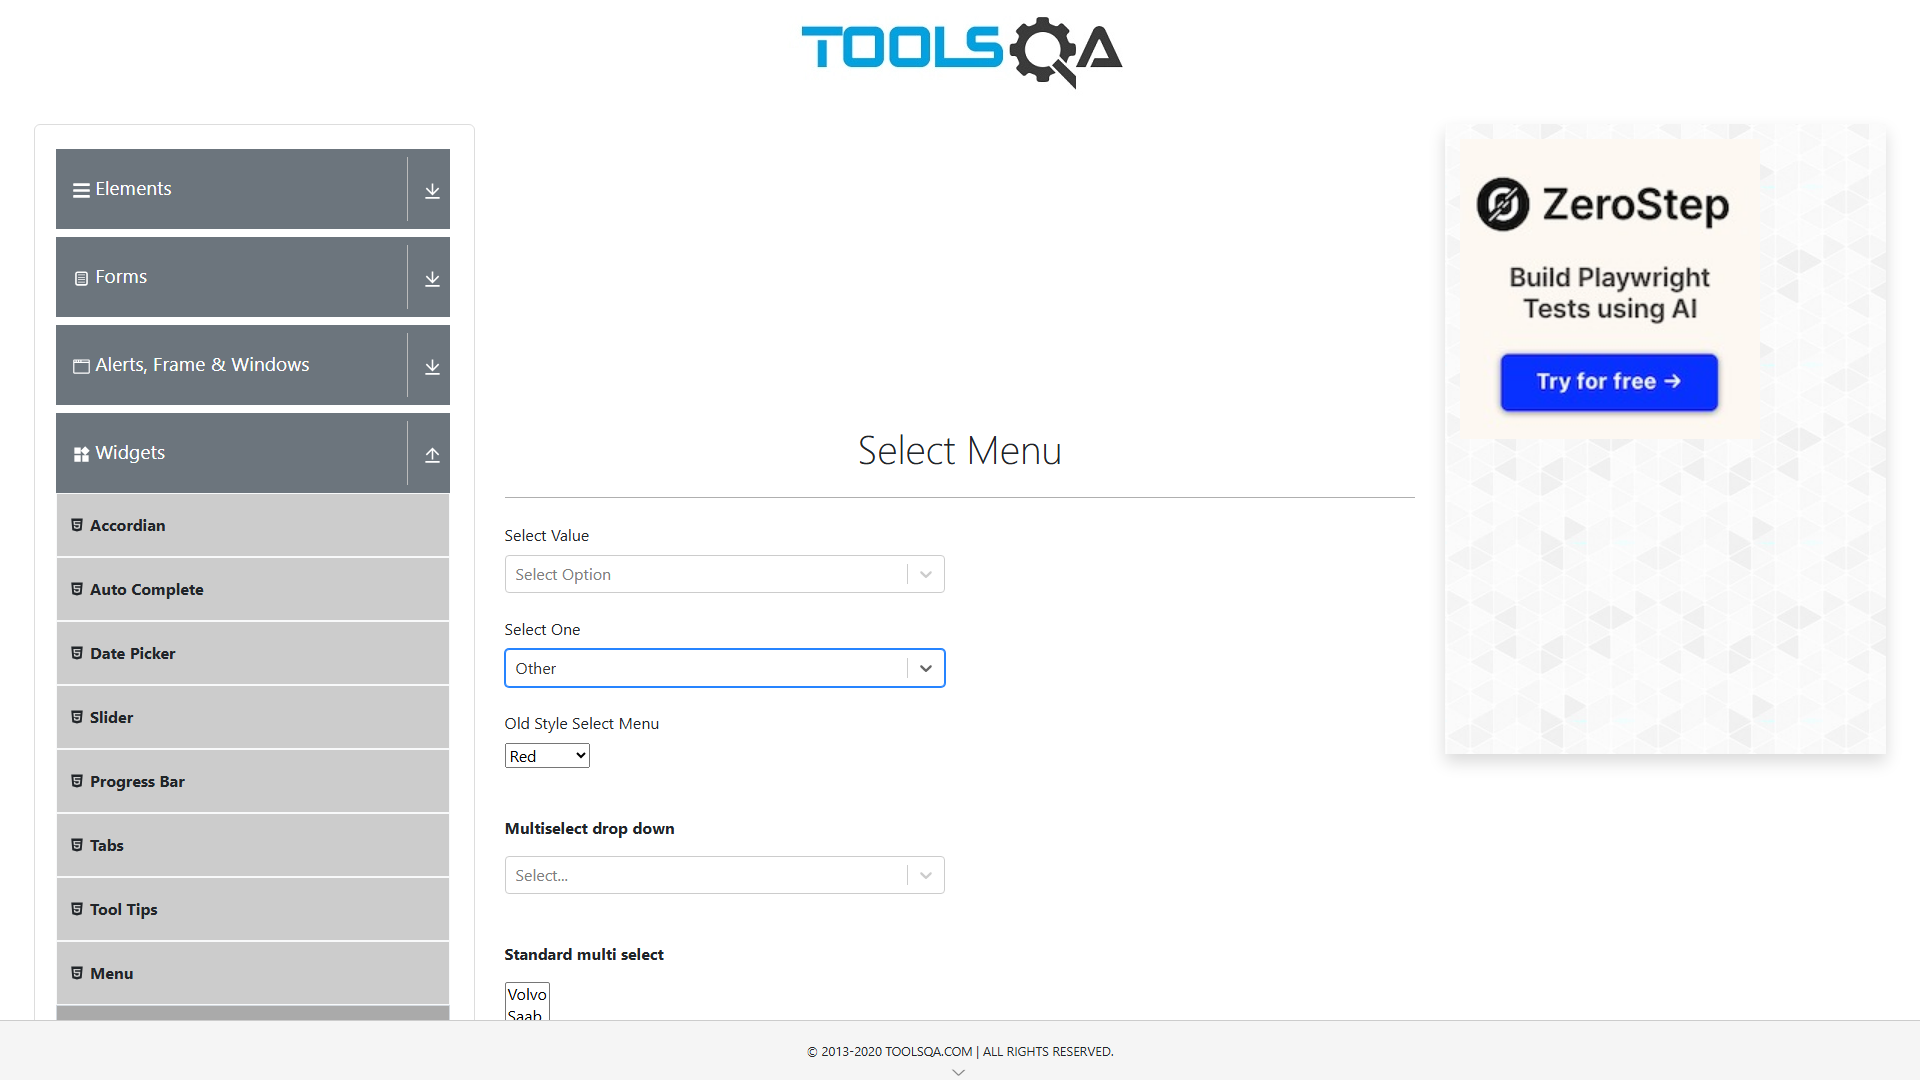 TOOLSQA
Elements
Forms
Alerts, Frame & Windows
Widgets
Accordian
Auto Complete
Date Picker
Slider
Progress Bar
Tabs
Tool Tips
Menu
Select Menu
Select Value
Select Option
Select One
Other
Old Style Select Menu
Red
Multiselect drop down
Select...
Standard multi select
Volvo
Saab
ZeroStep
Build Playwright
Tests using AI
Try for free →
© 2013-2020 TOOLSQA.COM | ALL RIGHTS RESERVED.